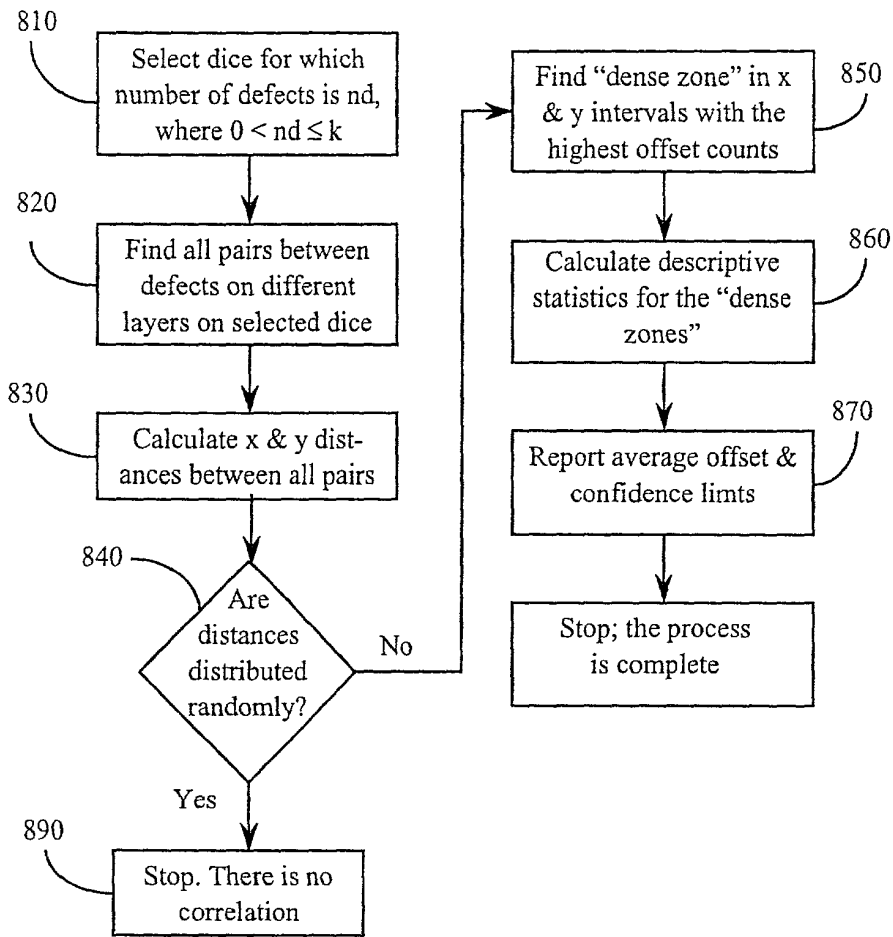 810
Select dice for which
number of defects is nd,
where 0 < nd ≤ k
820
Find all pairs between
defects on different
layers on selected dice
830
Calculate x & y dist-
ances between all pairs
840
Are
distances
distributed
randomly?
No
Yes
890
Stop. There is no
correlation
Find “dense zone” in x
& y intervals with the
highest offset counts
850
Calculate descriptive
statistics for the “dense
zones”
860
Report average offset &
confidence limts
870
Stop; the process
is complete